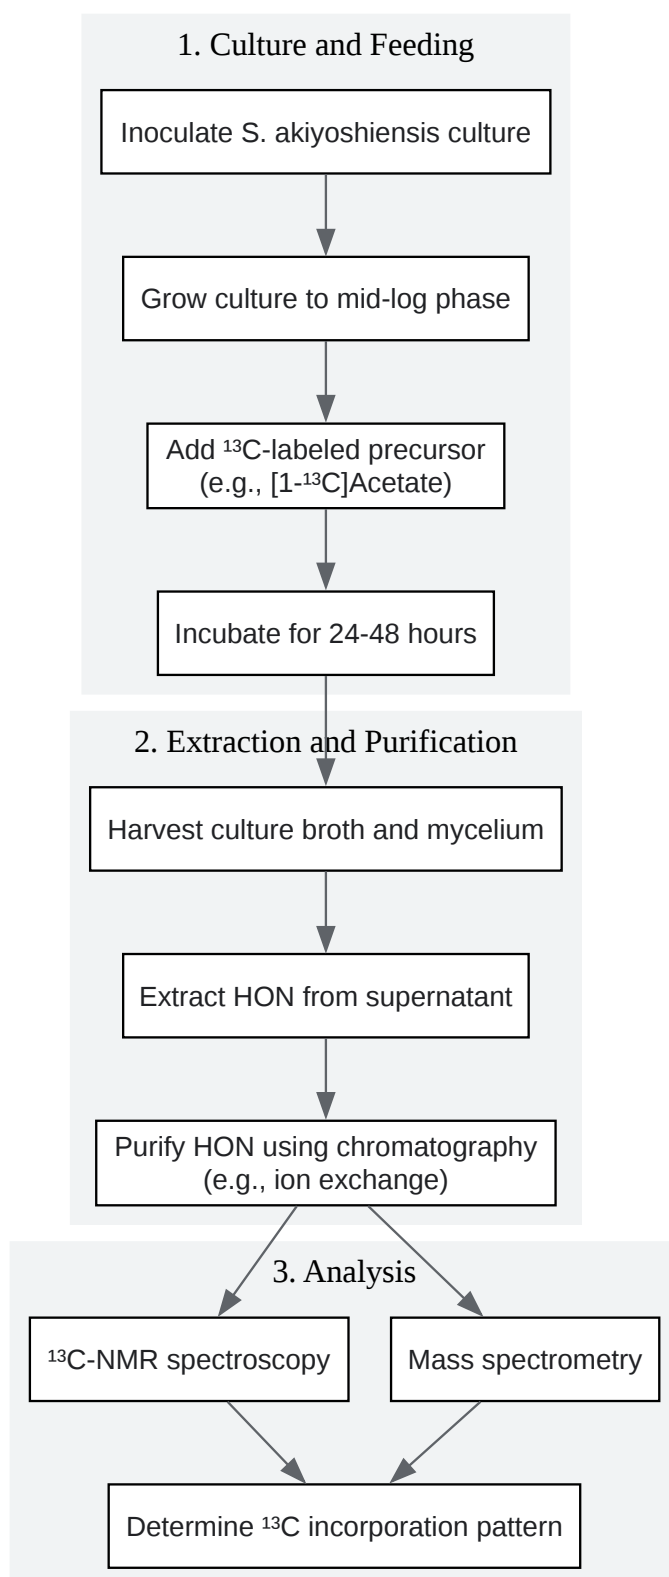 1. Culture and Feeding
Inoculate S. akiyoshiensis culture
Grow culture to mid-log phase
Add ¹³C-labeled precursor
(e.g., [1-¹³C]Acetate)
Incubate for 24-48 hours
2. Extraction and Purification
Harvest culture broth and mycelium
Extract HON from supernatant
Purify HON using chromatography
(e.g., ion exchange)
3. Analysis
¹³C-NMR spectroscopy
Mass spectrometry
Determine ¹³C incorporation pattern